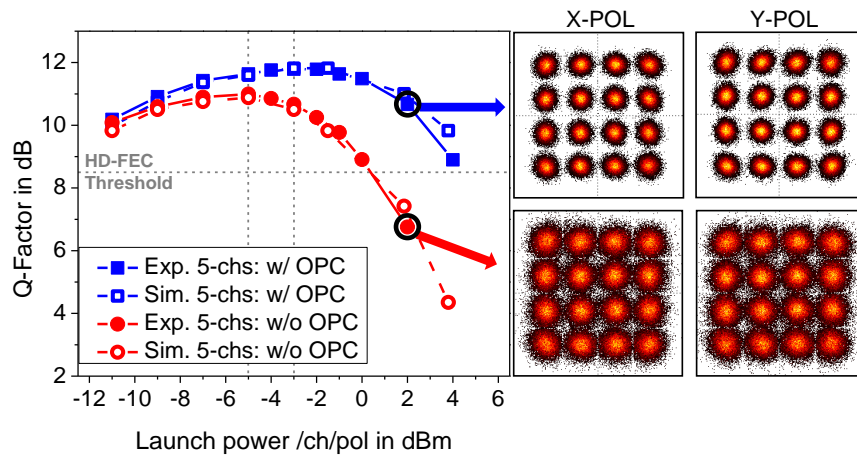 X-POL
Y-POL
12
10
8
6
4
2
Q-Factor in dB
HD-FEC
Threshold
Exp. 5-chs: w/ OPC
Sim. 5-chs: w/ OPC
Exp. 5-chs: w/o OPC
Sim. 5-chs: w/o OPC
-12 -10 -8 -6 -4 -2 0 2 4 6
Launch power /ch/pol in dBm